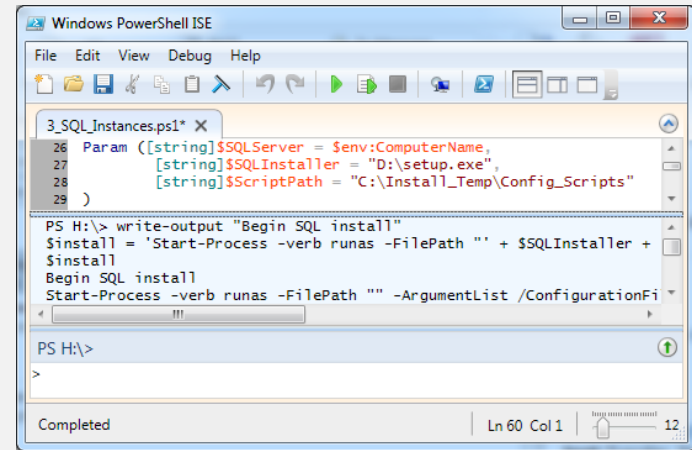 Windows PowerShell ISE
File Edit View Debug Help
3_SQL_Instances.ps1* X
26 Param ([string]$SQLServer = $env:ComputerName,
27 [string]$SQLInstaller = "D:\setup.exe",
28 [string]$ScriptPath = "C:\Install_Temp\Config_Scripts"
29 )
PS H:\> write-output "Begin SQL install"
$install = 'Start-Process -verb runas -FilePath "' + $SQLInstaller +
$install
Begin SQL install
Start-Process -verb runas -FilePath "" -ArgumentList /ConfigurationFi
PS H:\>
>
Completed
Ln 60 Col 1
12